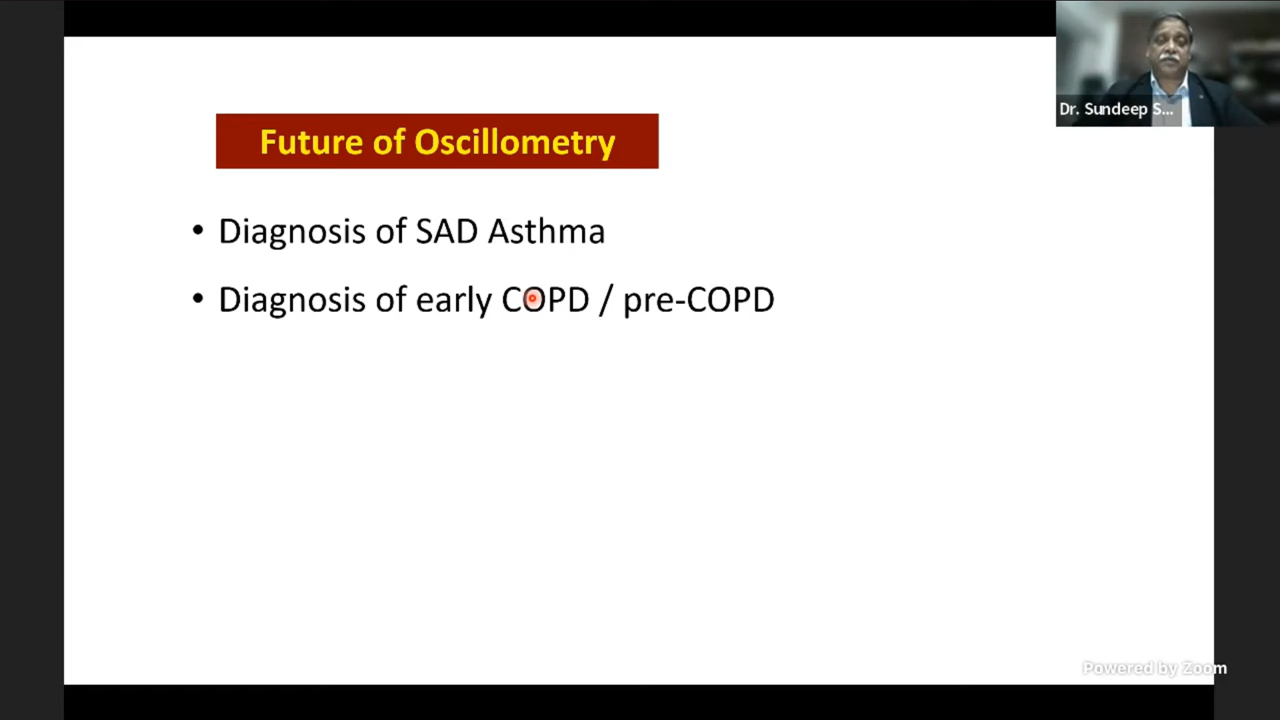 Dr. Sundeep S...
Future of Oscillometry
• Diagnosis of SAD Asthma
• Diagnosis of early COPD / pre-COPD
Powered by Zoom